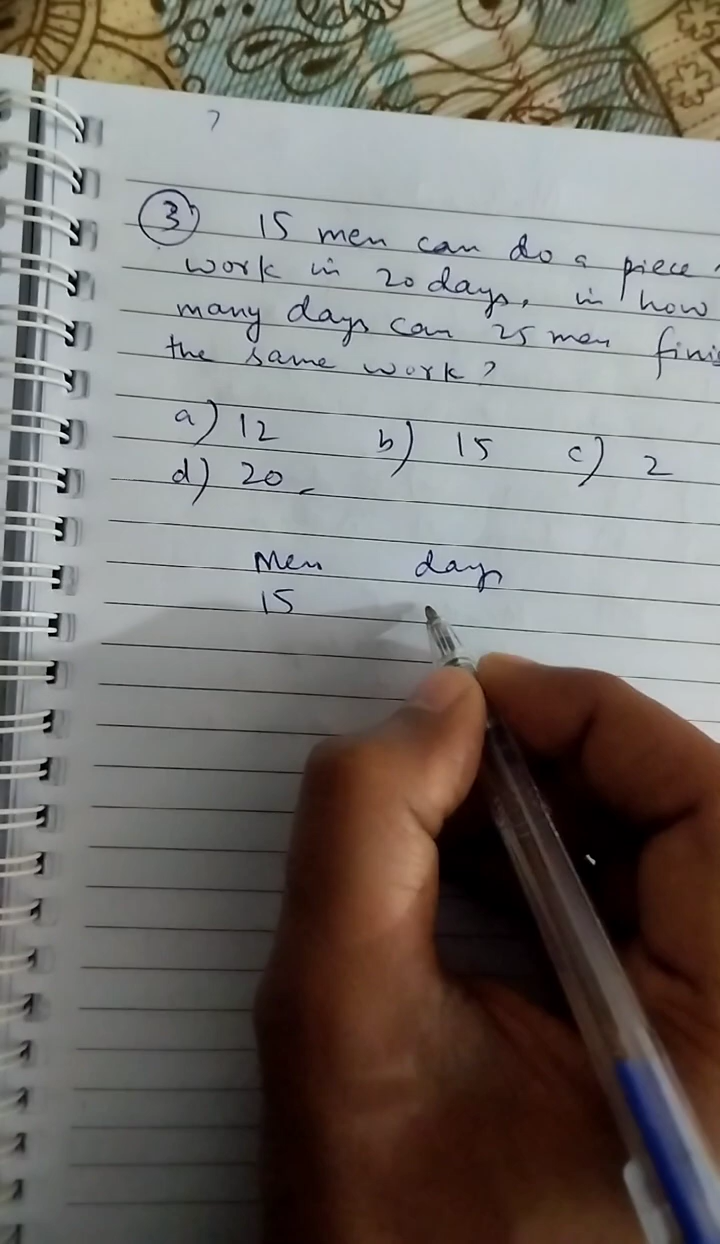 3 15 men can do a piece
work in 20 days, in how
many days can 25 men finis
the same work?
a) 12 b) 15 c) 2
d) 20
Men days
15